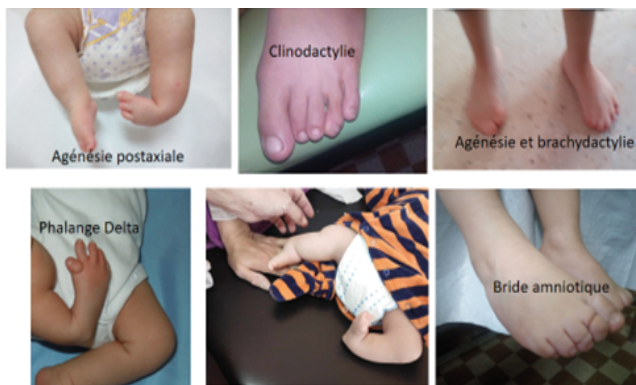 Agénésie postaxiale
Clinodactylie
Agénésie et brachydactylie
Phalange Delta
Bride amniotique